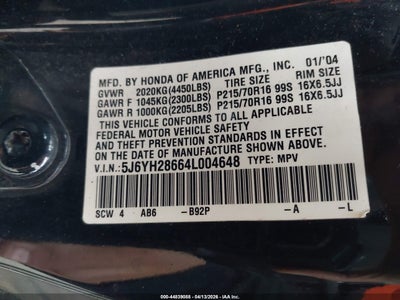 MFD. BY HONDA OF AMERICA MFG., INC. 01/'04
GVWR 2020KG(4450LBS) TIRE SIZE RIM SIZE
GAWR F 1045KG(2300LBS) P215/70R16 99S 16X6.5JJ
GAWR R 1000KG(2205LBS) P215/70R16 99S 16X6.5JJ
THIS VEHICLE CONFORMS TO ALL APPLICABLE
FEDERAL MOTOR VEHICLE SAFETY
AND THEFT PREVENTION STANDARDS IN EFFECT
ON THE DATE OF MANUFACTURE SHOWN ABOVE.
V.I.N.: 5J6YH28664L004648 TYPE: MPV
SCW 4 AB6 -B92P -A -L
000-44839088 - 04/13/2026 - IAAI.COM